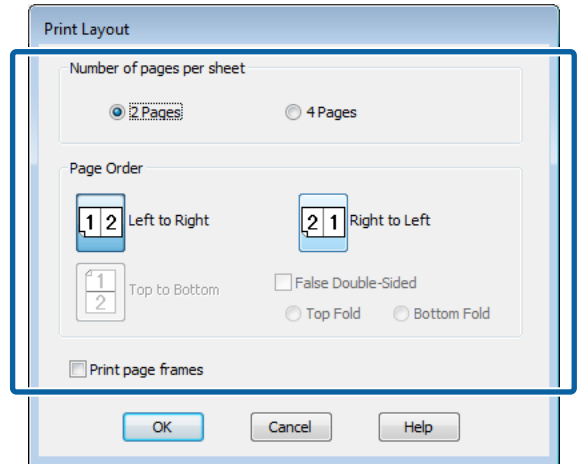 Print Layout
Number of pages per sheet
2 Pages 4 Pages
Page Order
1 2 Left to Right 2 1 Right to Left
1
2
Top to Bottom
False Double-Sided
Top Fold Bottom Fold
Print page frames
OK Cancel Help